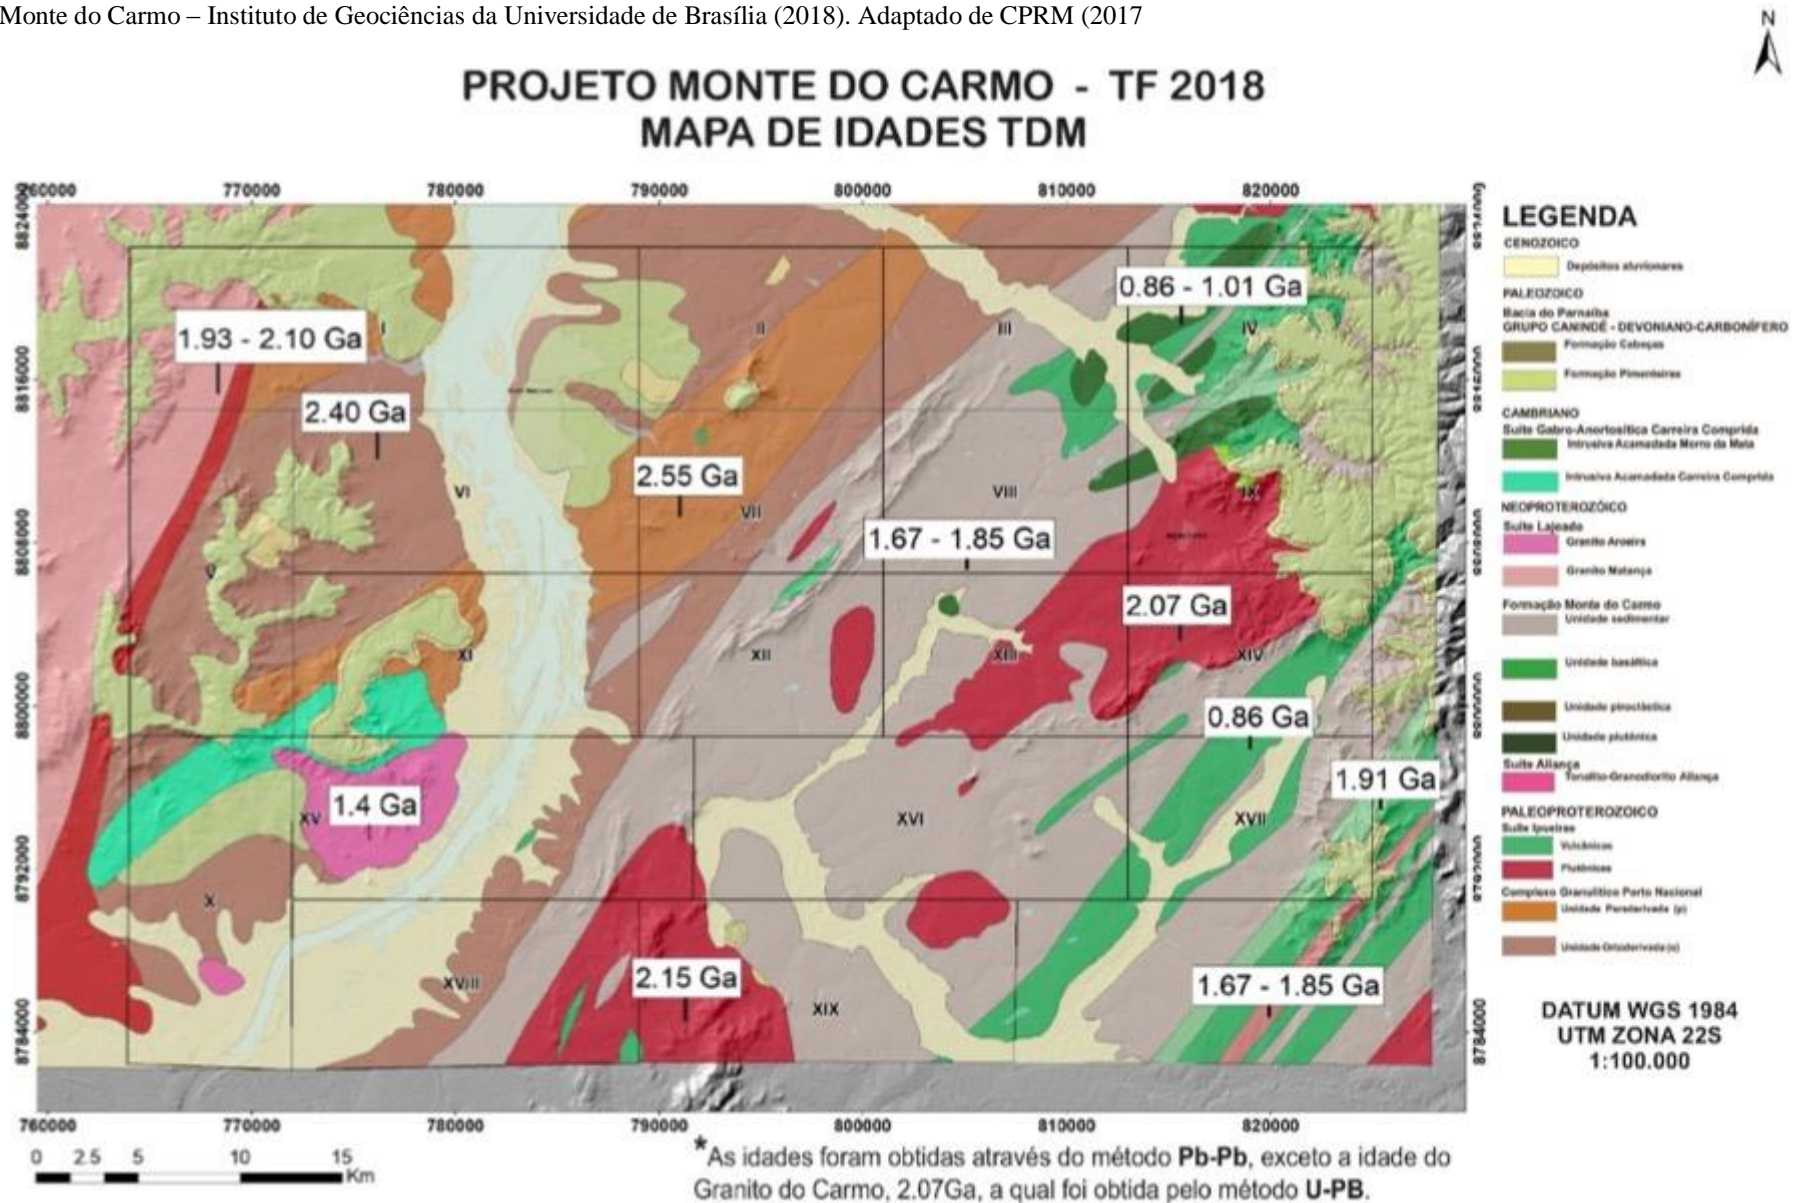 Monte do Carmo – Instituto de Geociências da Universidade de Brasília (2018). Adaptado de CPRM (2017
N
PROJETO MONTE DO CARMO - TF 2018
MAPA DE IDADES TDM
760000 770000 780000 790000 800000 810000 820000
8824000
8816000
8808000
8800000
8792000
8784000
0.86 - 1.01 Ga
I
II
III
IV
1.93 - 2.10 Ga
2.40 Ga
2.55 Ga
VI
VII
VIII
IX
1.67 - 1.85 Ga
V
2.07 Ga
XI
XII
XIII
XIV
0.86 Ga
1.91 Ga
1.4 Ga
XV
XVI
XVII
X
2.15 Ga
XVIII
XIX
1.67 - 1.85 Ga
8816000
8808000
8800000
8792000
8784000
760000 770000 780000 790000 800000 810000 820000
0 2.5 5 10 15
Km
*As idades foram obtidas através do método Pb-Pb, exceto a idade do
Granito do Carmo, 2.07Ga, a qual foi obtida pelo método U-PB.
LEGENDA
CENOZOICO
Depósitos aluvionares
PALEOZOICO
Bacia do Parnaíba
GRUPO CANINDÉ - DEVONIANO-CARBONÍFERO
Formação Cabeças
Formação Pimenteiras
CAMBRIANO
Suíte Gabro-Anortosítica Carreira Comprida
Intrusiva Acamadada Morro da Mata
Intrusiva Acamadada Carreira Comprida
NEOPROTEROZÓICO
Suíte Lajeado
Granito Aroeira
Granito Matança
Formação Monte do Carmo
Unidade sedimentar
Unidade basáltica
Unidade piroclástica
Unidade plutônica
Suíte Aliança
Tonalito-Granodiorito Aliança
PALEOPROTEROZOICO
Suíte Ipueiras
Vulcânicas
Plutônicas
Complexo Granulítico Porto Nacional
Unidade Paraderivada (p)
Unidade Ortoderivada (o)
DATUM WGS 1984
UTM ZONA 22S
1:100.000